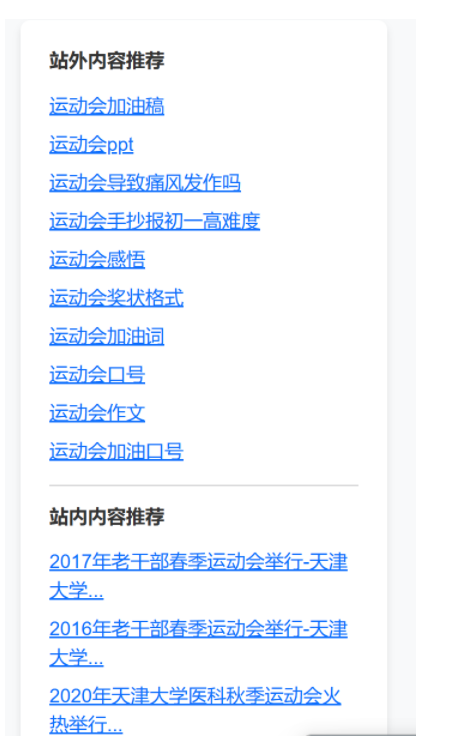 站外内容推荐
运动会加油稿
运动会ppt
运动会导致痛风发作吗
运动会手抄报初一高难度
运动会感悟
运动会奖状格式
运动会加油词
运动会口号
运动会作文
运动会加油口号
站内内容推荐
2017年老干部春季运动会举行-天津
大学...
2016年老干部春季运动会举行-天津
大学...
2020年天津大学医科秋季运动会火
热举行...